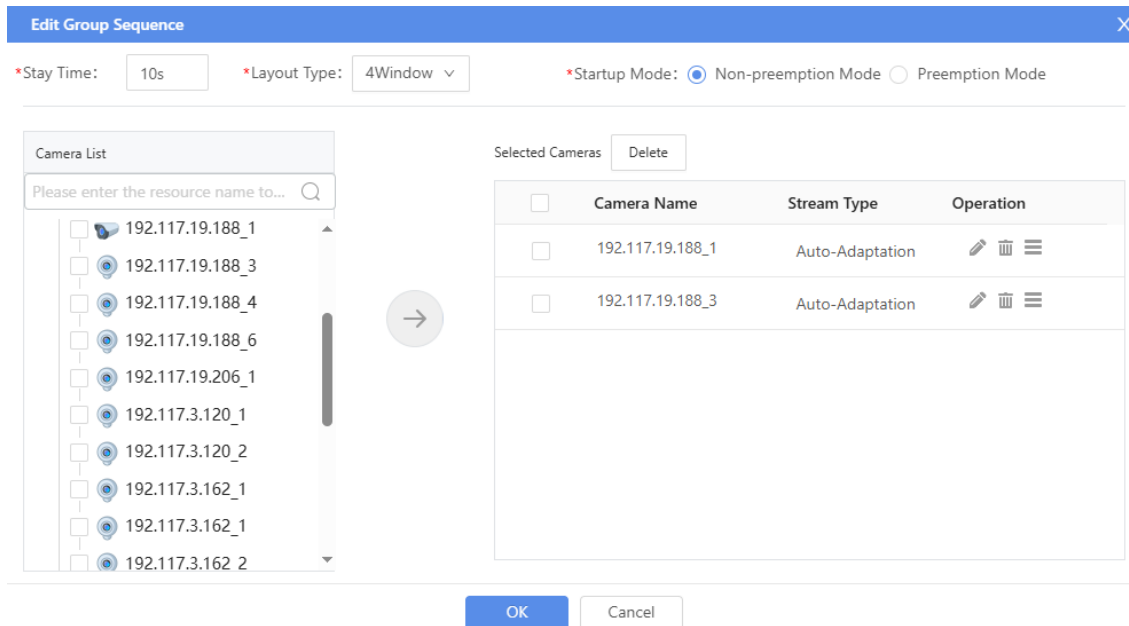 Edit Group Sequence X
*Stay Time: 10s *Layout Type: 4Window *Startup Mode: Non-preemption Mode Preemption Mode
Camera List
Please enter the resource name to...
192.117.19.188_1
192.117.19.188_3
192.117.19.188_4
192.117.19.188_6
192.117.19.206_1
192.117.3.120_1
192.117.3.120_2
192.117.3.162_1
192.117.3.162_1
192.117.3.162_2
Selected Cameras Delete
Camera Name Stream Type Operation
192.117.19.188_1 Auto-Adaptation
192.117.19.188_3 Auto-Adaptation
OK Cancel